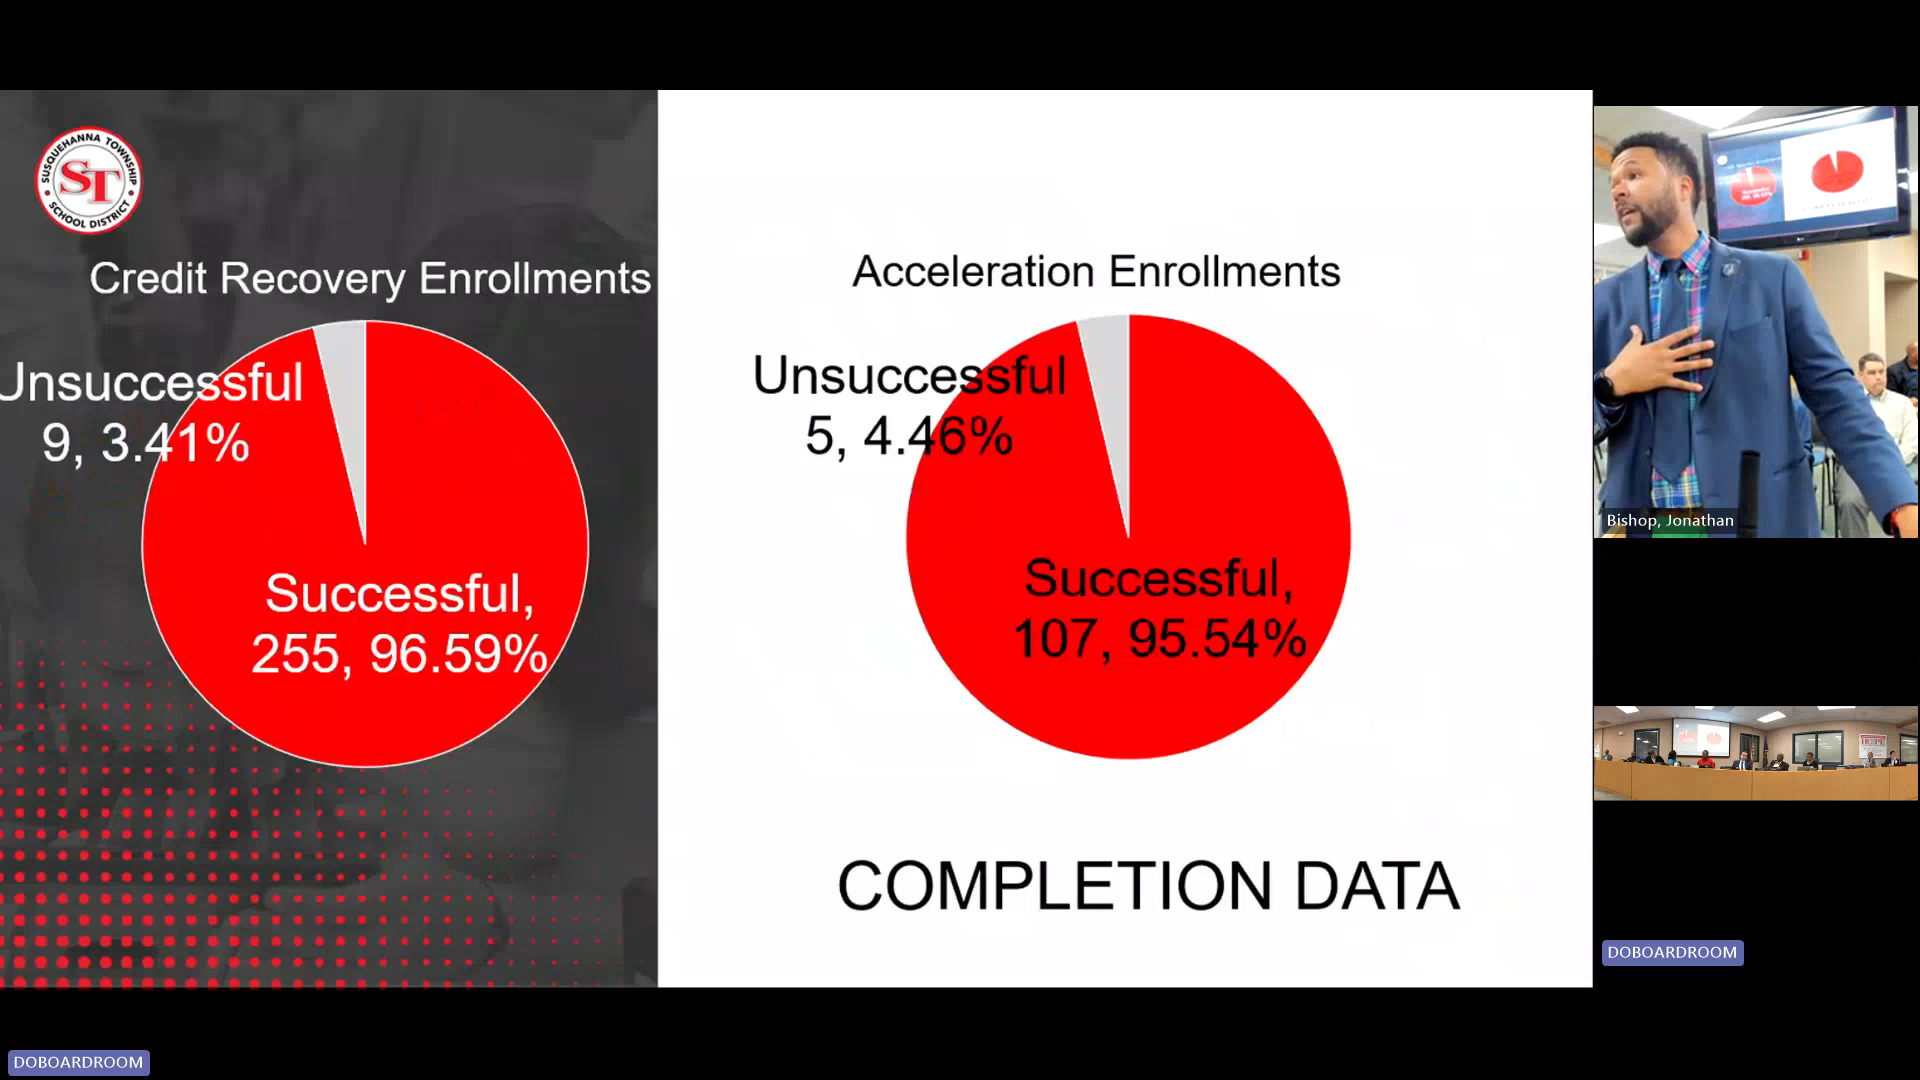 SUSQUEHANNA TOWNSHIP
ST
SCHOOL DISTRICT
Credit Recovery Enrollments
Unsuccessful
9, 3.41%
Successful,
255, 96.59%
Acceleration Enrollments
Unsuccessful
5, 4.46%
Successful,
107, 95.54%
COMPLETION DATA
Bishop, Jonathan
DOBOARDROOM
DOBOARDROOM